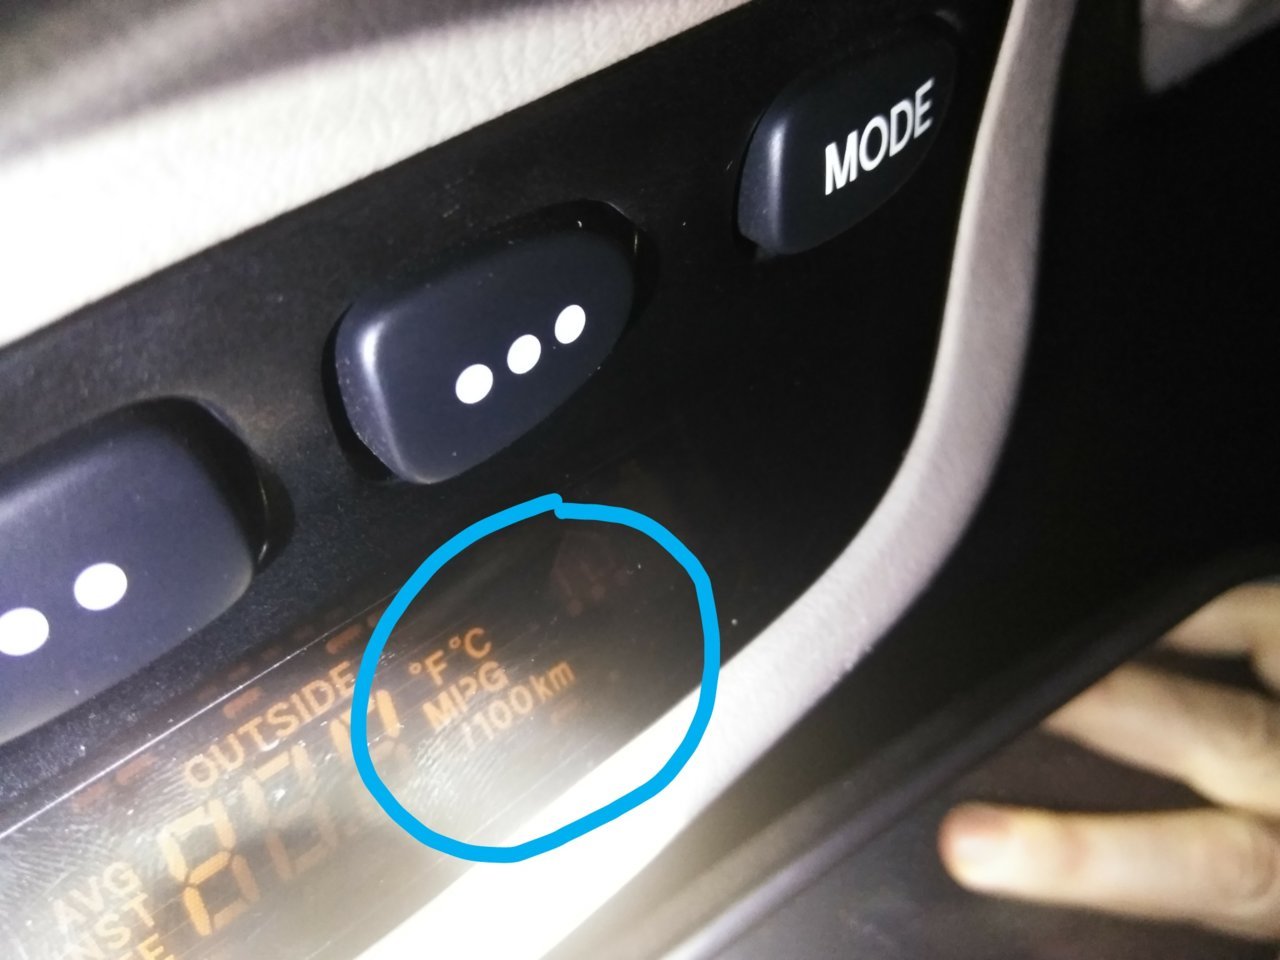 MODE
OUTSIDE
°F°C
MPG
/100km
AVG